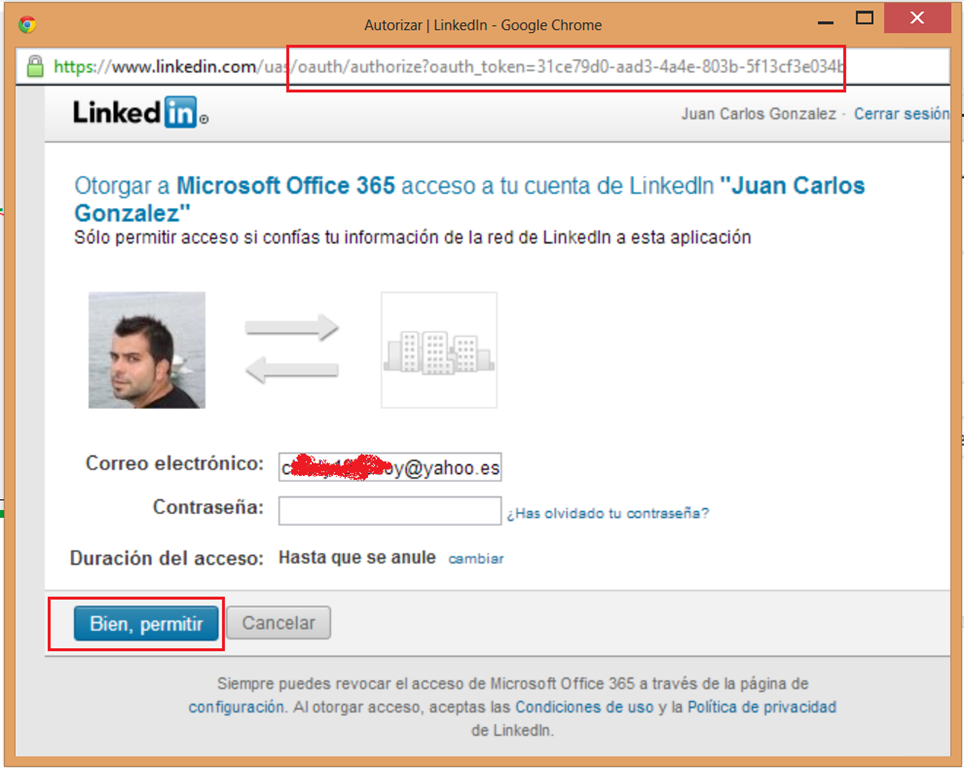 Autorizar | LinkedIn - Google Chrome
https://www.linkedin.com/uas/oauth/authorize?oauth_token=31ce79d0-aad3-4a4e-803b-5f13cf3e034b
Linked in ®
Juan Carlos Gonzalez · Cerrar sesión
Otorgar a Microsoft Office 365 acceso a tu cuenta de LinkedIn "Juan Carlos
Gonzalez"
Sólo permitir acceso si confías tu información de la red de LinkedIn a esta aplicación
Correo electrónico: oy@yahoo.es
Contraseña: ¿Has olvidado tu contraseña?
Duración del acceso: Hasta que se anule cambiar
Bien, permitir Cancelar
Siempre puedes revocar el acceso de Microsoft Office 365 a través de la página de
configuración. Al otorgar acceso, aceptas las Condiciones de uso y la Política de privacidad
de LinkedIn.